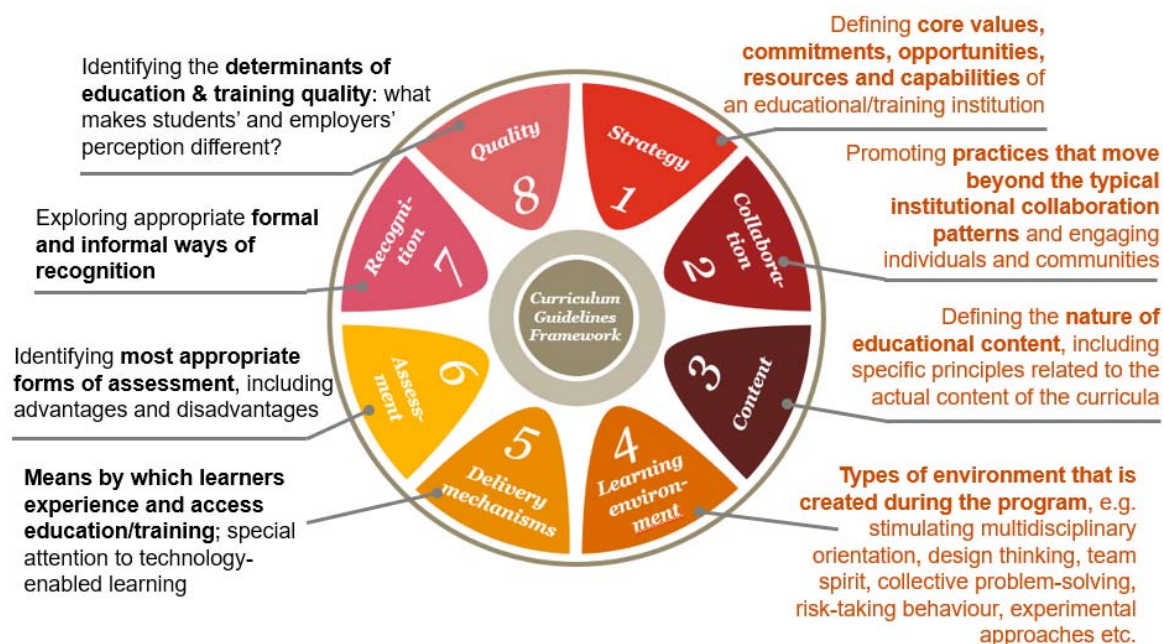 Defining core values,
commitments, opportunities,
resources and capabilities of
an educational/training institution
Promoting practices that move
beyond the typical
institutional collaboration
patterns and engaging
individuals and communities
Defining the nature of
educational content, including
specific principles related to the
actual content of the curricula
Types of environment that is
created during the program, e.g.
stimulating multidisciplinary
orientation, design thinking, team
spirit, collective problem-solving,
risk-taking behaviour, experimental
approaches etc.
Identifying the determinants of
education & training quality: what
makes students’ and employers’
perception different?
Exploring appropriate formal
and informal ways of
recognition
Identifying most appropriate
forms of assessment, including
advantages and disadvantages
Means by which learners
experience and access
education/training; special
attention to technology-
enabled learning
Strategy
1
Collabora-
tion
2
3
Content
4
Learning
environ-
ment
5
Delivery
mechanisms
6
Assess-
ment
Recogni-
tion
7
Quality
8
Curriculum
Guidelines
Framework